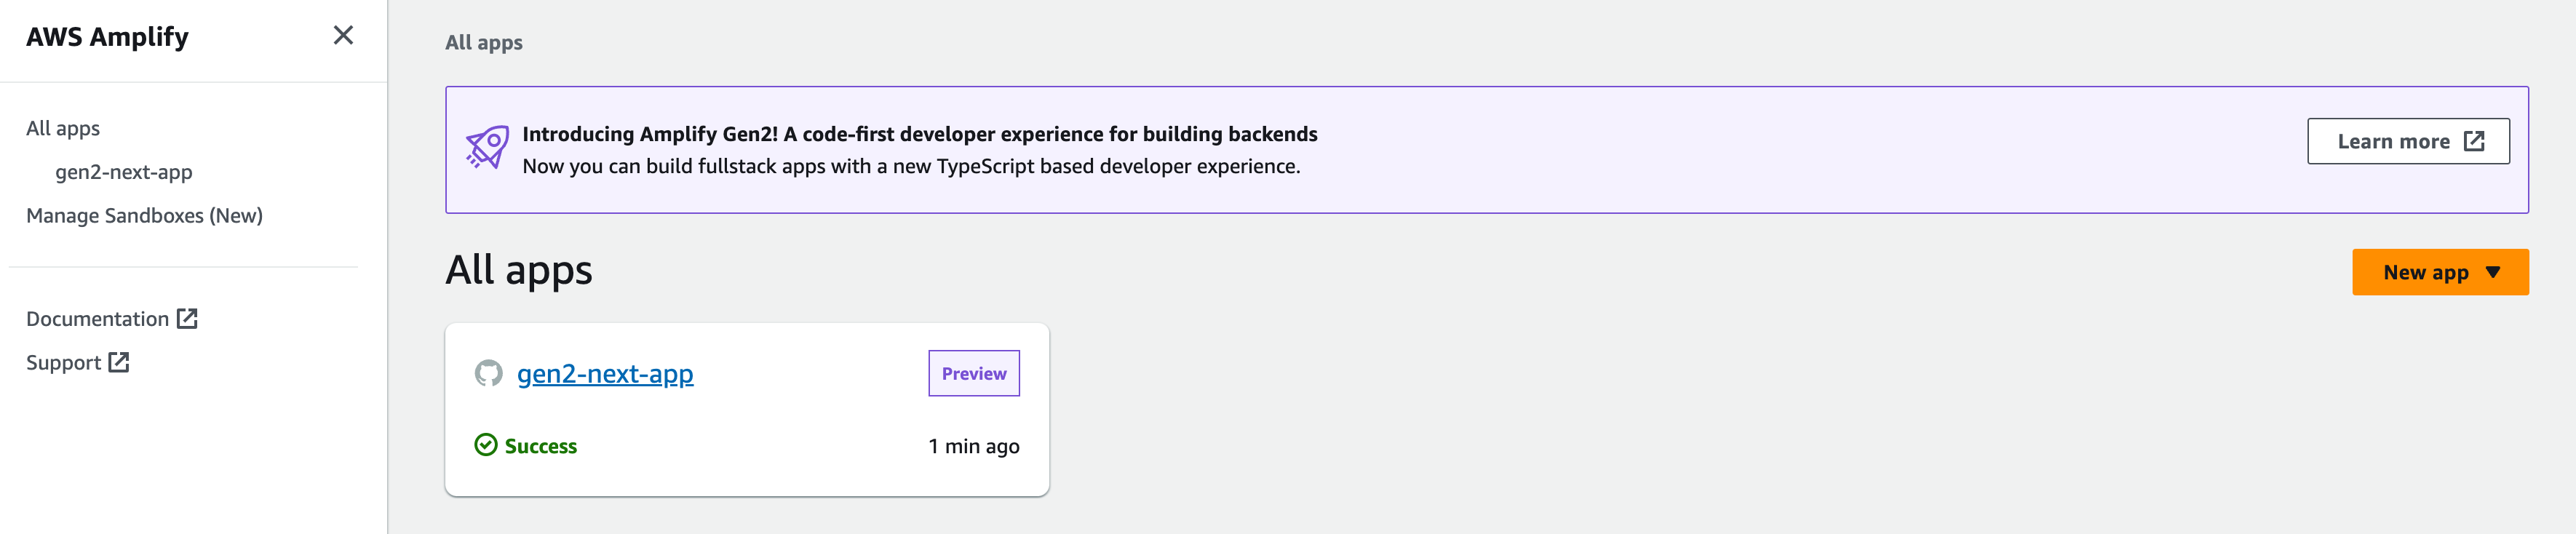 AWS Amplify
All apps
gen2-next-app
Manage Sandboxes (New)
Documentation
Support
All apps
Introducing Amplify Gen2! A code-first developer experience for building backends
Now you can build fullstack apps with a new TypeScript based developer experience.
Learn more
All apps
New app
gen2-next-app
Preview
Success
1 min ago